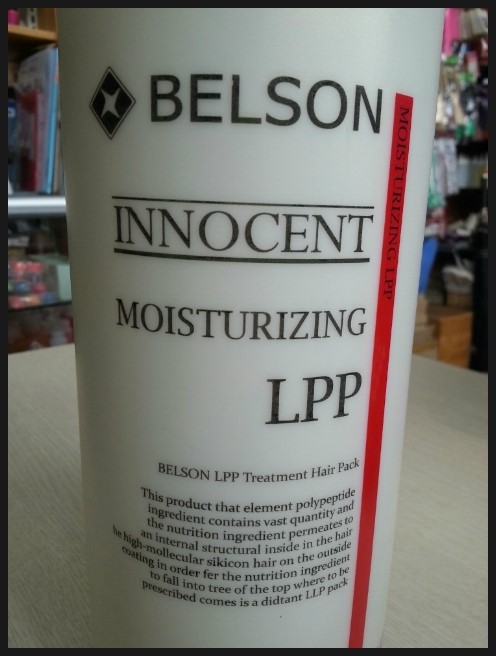 BELSON
INNOCENT
MOISTURIZING
LPP
BELSON LPP Treatment Hair Pack
This product that element polypeptide
ingredient contains vast quantity and
the nutrition ingredient permeates to
an internal structural inside in the hair
he high-mollecular sikicon hair on the outside
coating in order fer the nutrition ingredient
to fall into tree of the top where to be
prescribed comes is a didtant LLP pack
MOISTURIZING LPP